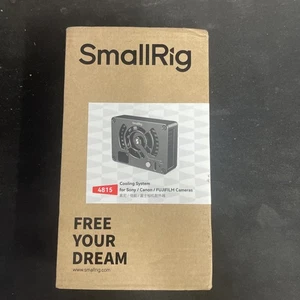 SmallRig
4815
Cooling System
for Sony / Canon / FUJIFILM Cameras
FREE
YOUR
DREAM
www.smallrig.com